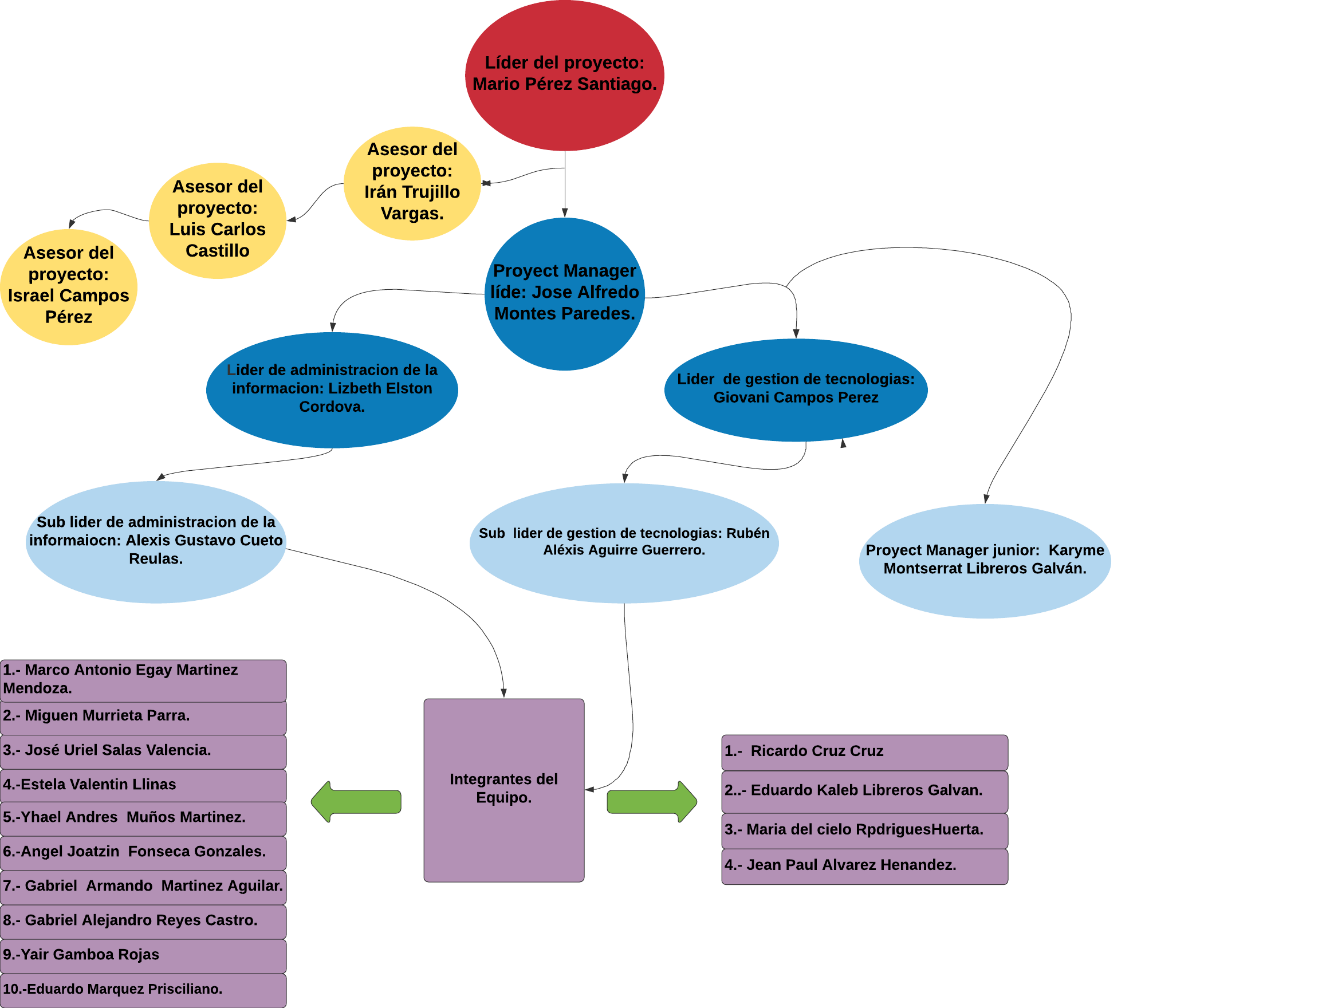 Líder del proyecto:
Mario Pérez Santiago.
Asesor del
proyecto:
Irán Trujillo
Vargas.
Asesor del
proyecto:
Luis Carlos
Castillo
Asesor del
proyecto:
Israel Campos
Pérez
Proyect Manager
líde: Jose Alfredo
Montes Paredes.
Lider de administracion de la
informacion: Lizbeth Elston
Cordova.
Lider  de gestion de tecnologias:
Giovani Campos Perez
Sub lider de administracion de la
informaiocn: Alexis Gustavo Cueto
Reulas.
Sub  lider de gestion de tecnologias: Rubén
Aléxis Aguirre Guerrero.
Proyect Manager junior:  Karyme
Montserrat Libreros Galván.
1.- Marco Antonio Egay Martinez
Mendoza.
2.- Miguen Murrieta Parra.
3.- José Uriel Salas Valencia.
4.-Estela Valentin Llinas
5.-Yhael Andres  Muños Martinez.
6.-Angel Joatzin  Fonseca Gonzales.
7.- Gabriel  Armando  Martinez Aguilar.
8.- Gabriel Alejandro Reyes Castro.
9.-Yair Gamboa Rojas
10.-Eduardo Marquez Prisciliano.
Integrantes del
Equipo.
1.-  Ricardo Cruz Cruz
2..- Eduardo Kaleb Libreros Galvan.
3.- Maria del cielo RpdriguesHuerta.
4.- Jean Paul Alvarez Henandez.